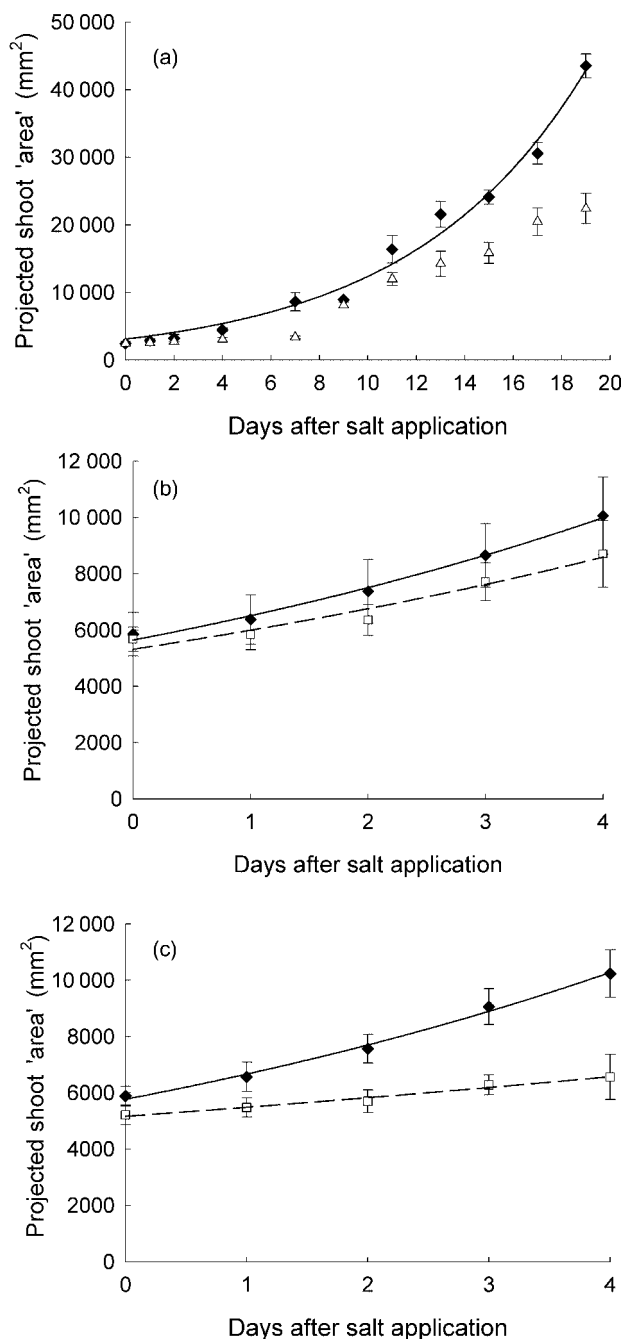 (a)
Projected shoot 'area' (mm²)
50 000
40 000
30 000
20 000
10 000
0
0 2 4 6 8 10 12 14 16 18 20
Days after salt application
(b)
Projected shoot 'area' (mm²)
12 000
10 000
8000
6000
4000
2000
0
0 1 2 3 4
Days after salt application
(c)
Projected shoot 'area' (mm²)
12 000
10 000
8000
6000
4000
2000
0
0 1 2 3 4
Days after salt application